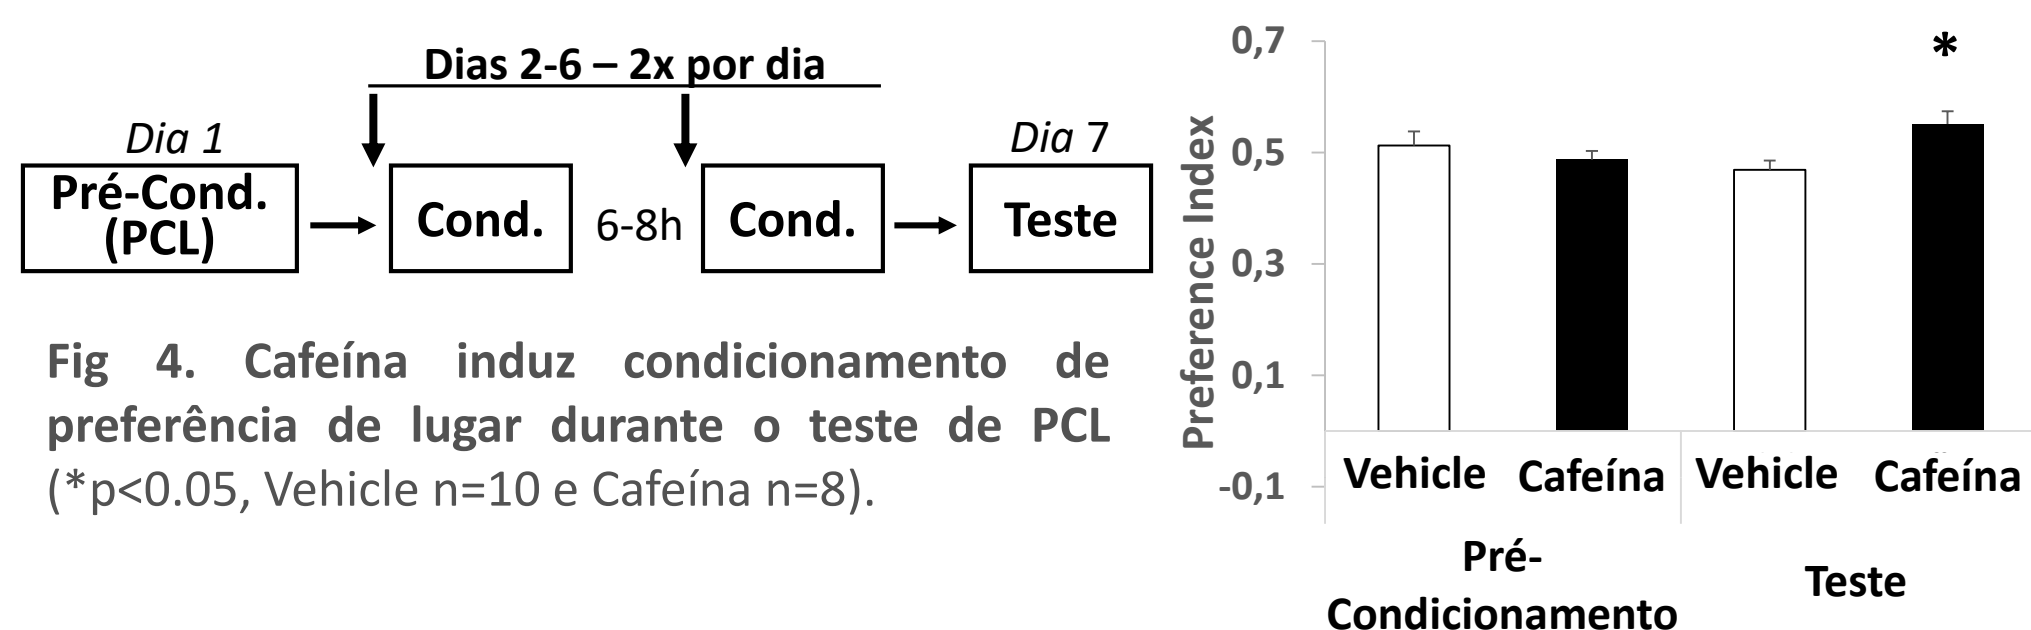 Dias 2-6 – 2x por dia
Dia 1
Dia 7
Pré-Cond.
(PCL)
Cond.
6-8h
Cond.
Teste
Fig 4. Cafeína induz condicionamento de
preferência de lugar durante o teste de PCL
(*p<0.05, Vehicle n=10 e Cafeína n=8).
Preference Index
0,7
0,5
0,3
0,1
-0,1
*
Vehicle
Cafeína
Vehicle
Cafeína
Pré-
Condicionamento
Teste